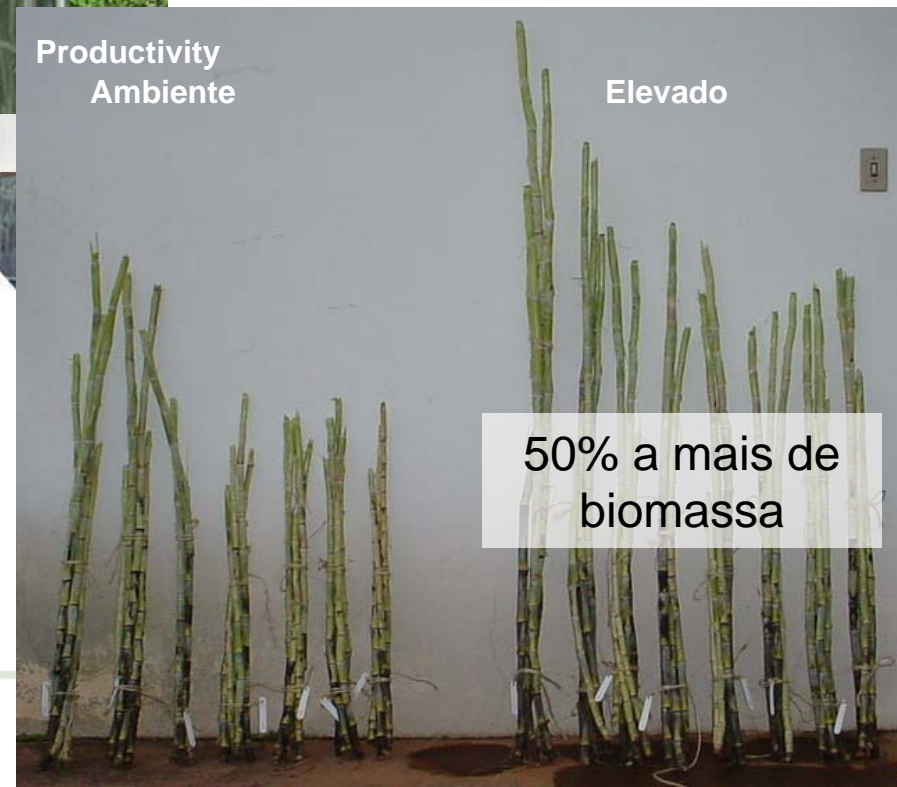 Productivity
Ambiente
Elevado
50% a mais de
biomassa